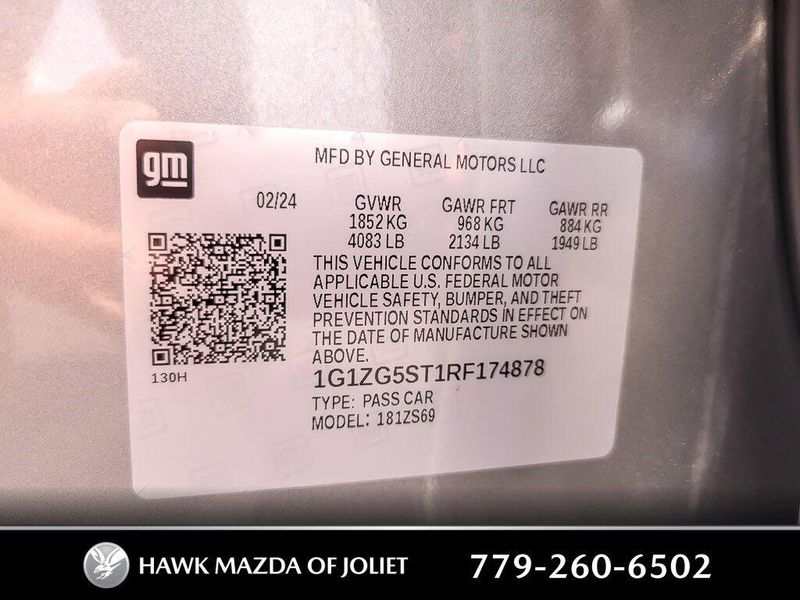 gm
MFD BY GENERAL MOTORS LLC
02/24 GVWR GAWR FRT GAWR RR
1852 KG 968 KG 884 KG
4083 LB 2134 LB 1949 LB
THIS VEHICLE CONFORMS TO ALL
APPLICABLE U.S. FEDERAL MOTOR
VEHICLE SAFETY, BUMPER, AND THEFT
PREVENTION STANDARDS IN EFFECT ON
THE DATE OF MANUFACTURE SHOWN
ABOVE.
130H
1G1ZG5ST1RF174878
TYPE: PASS CAR
MODEL: 181ZS69
HAWK MAZDA OF JOLIET 779-260-6502